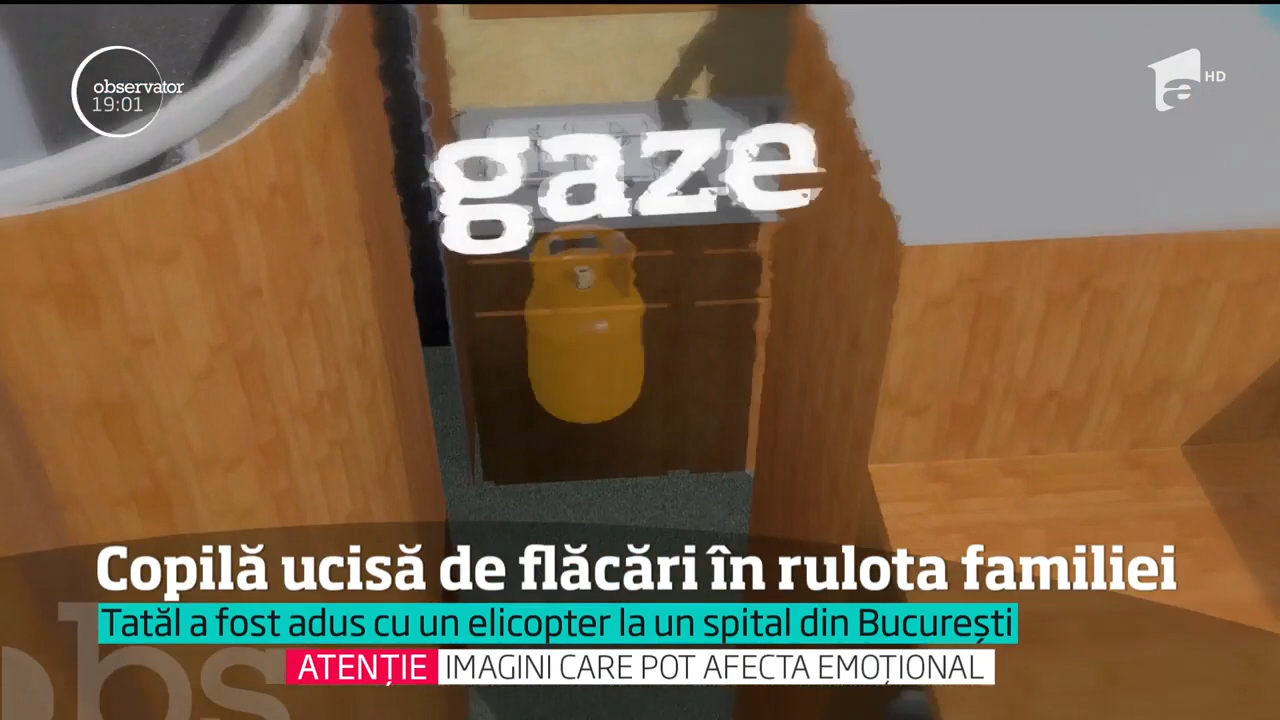 observator
19:01
HD
gaze
Copilă ucisă de flăcări în rulota familiei
Tatăl a fost adus cu un elicopter la un spital din București
ATENȚIE IMAGINI CARE POT AFECTA EMOȚIONAL
obs